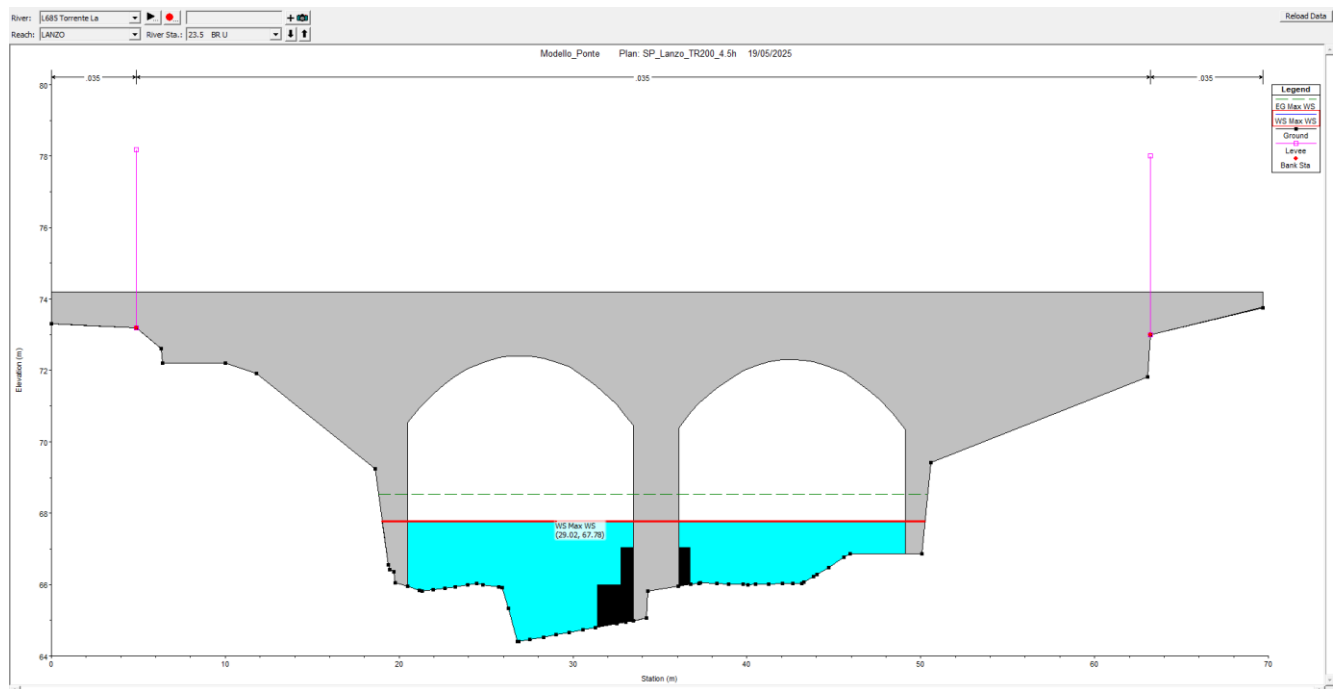 River: L685 Torrente La
Reload Data
Reach: LANZO River Sta.: 23.5 BR U
Modello_Ponte Plan: SP_Lanzo_TR200_4.5h 19/05/2025
.035 .035 .035
Legend
EG Max WS
WS Max WS
Ground
Levee
Bank Sta
80
78
76
74
72
70
68
66
64
Elevation (m)
WS Max WS
(29.02, 67.78)
0 10 20 30 40 50 60 70
Station (m)